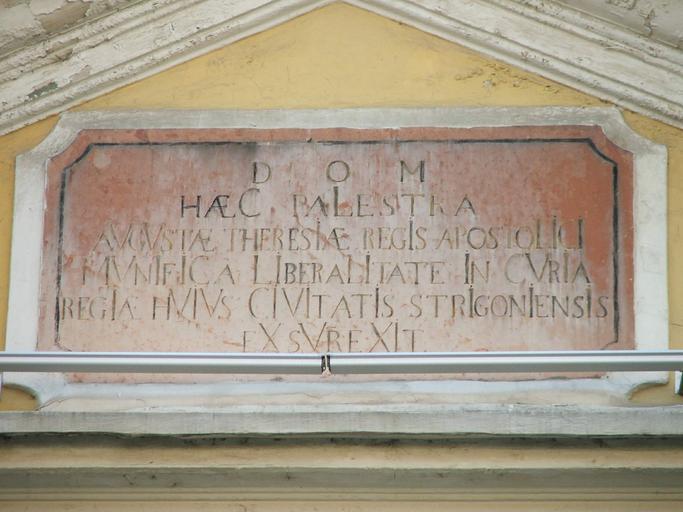 D O M
HÆC PALESTRA
AVGVSTÆ THERESIÆ REGIS APOSTOLICI
MVNIFICA LIBERALITATE IN CVRIA
REGIA HVIVS CIVITATIS STRIGONIENSIS
EXSVREXIT